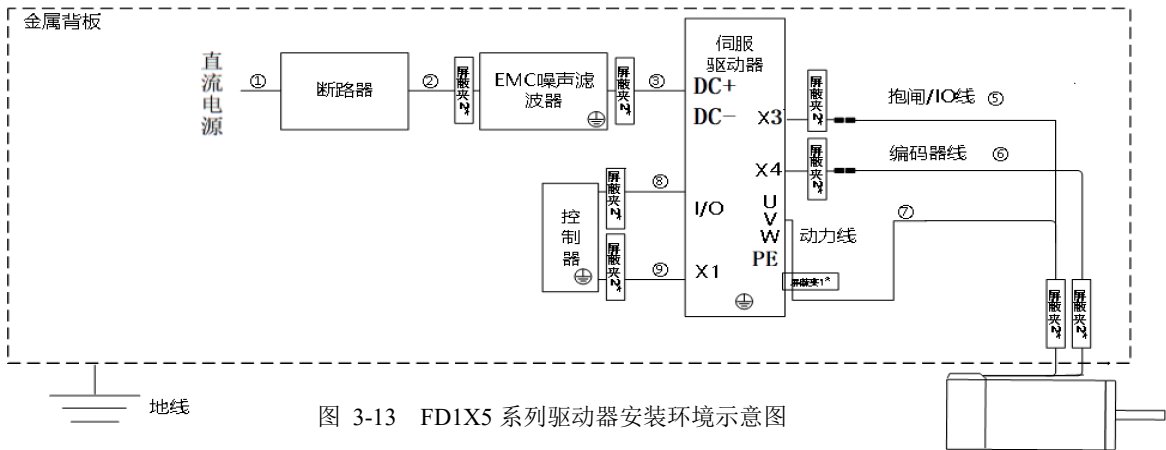 金属背板
直流电源
①
断路器
②
屏蔽夹2*
EMC噪声滤
波器
屏蔽夹2*
③
伺服
驱动器
DC+
DC−
X3
屏蔽夹2*
抱闸/IO线 ⑤
X4
屏蔽夹2*
编码器线 ⑥
控制器
屏蔽夹2*
⑧
I/O
U
V
W
动力线
⑦
屏蔽夹2*
⑨
X1
PE
屏蔽夹1*
屏蔽夹2*
屏蔽夹2*
地线
图 3-13 FD1X5 系列驱动器安装环境示意图